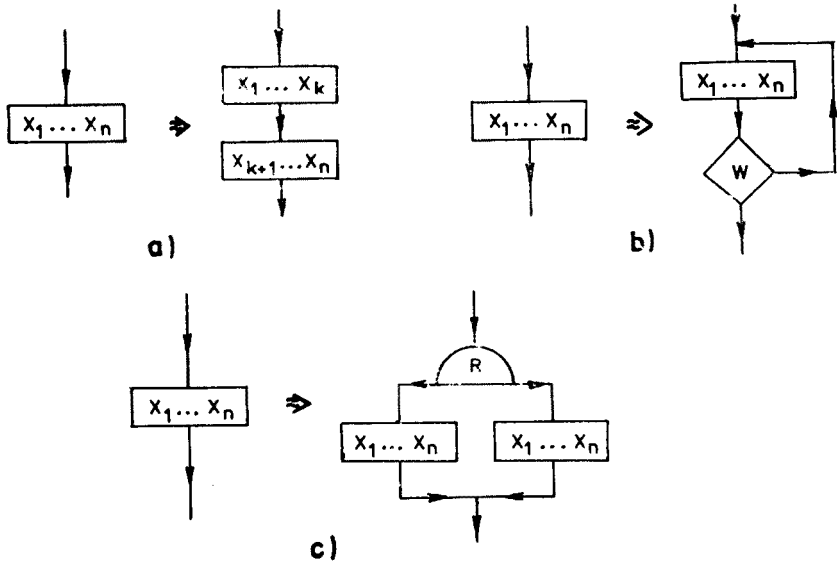 X₁ ... Xₙ
X₁ ... Xₖ
Xₖ₊₁ ... Xₙ
a)
X₁ ... Xₙ
X₁ ... Xₙ
W
b)
X₁ ... Xₙ
R
X₁ ... Xₙ
X₁ ... Xₙ
c)